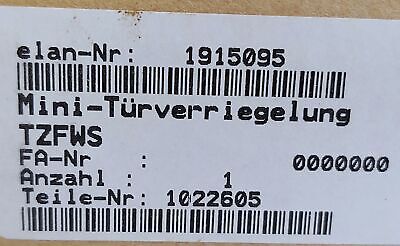 elan-Nr: 1915095
Mini-Türverriegelung
TZFWS
FA-Nr : 0000000
Anzahl : 1
Teile-Nr: 1022605